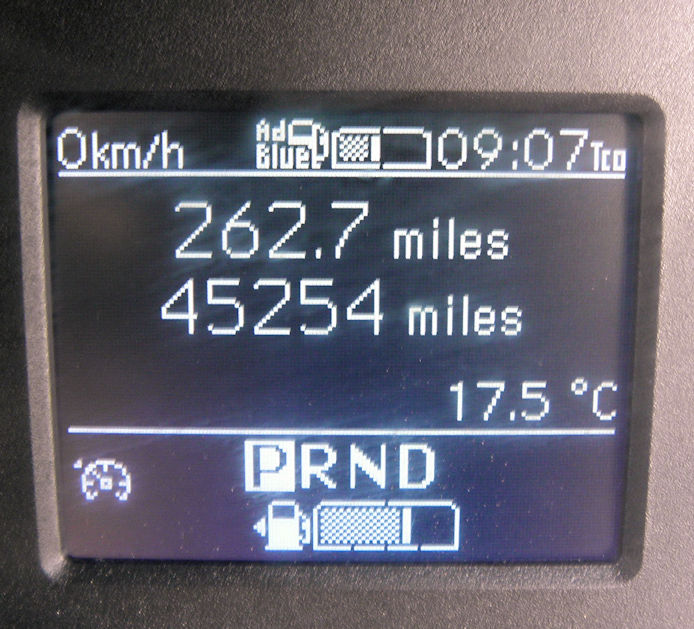 0km/h Ad Blue 09:07 Tco
262.7 miles
45254 miles
17.5 °C
PRND